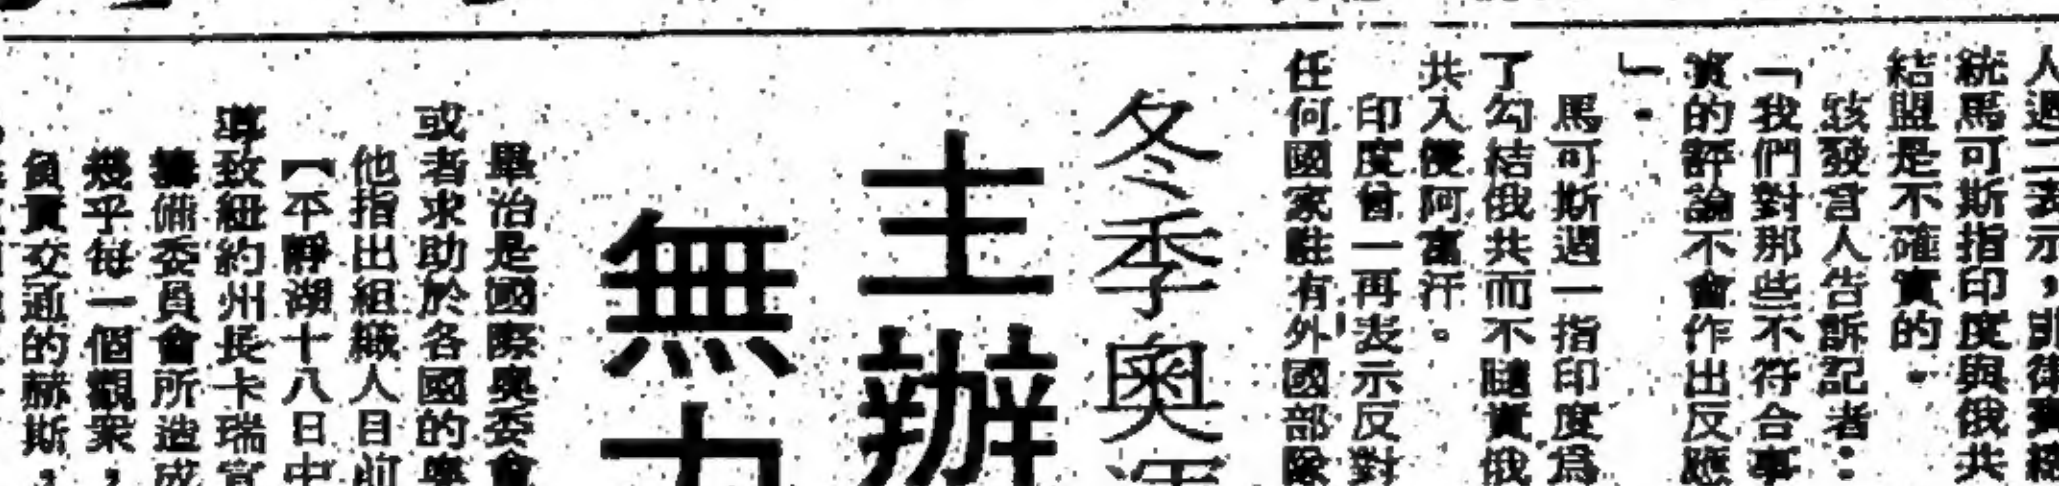 人週二表示，菲律賓總
統馬可斯指印度與俄共
結盟是不確實的。
該發言人告訴記者：
「我們對那些不符合事
實的評論不會作出反應
」。
馬可斯週一指印度為
了勾結俄共而不譴責俄
共入侵阿富汗。
印度曾一再表示反對
任何國家駐有外國部隊
冬季奧運
主辦
無力
畢治是國際奧委會
或者求助於各國的奧
他指出組織人目前
【平靜湖十八日中
導致紐約州長卡瑞宣
籌備委員會所造成
幾乎每一個觀眾，
負責交通的赫斯，